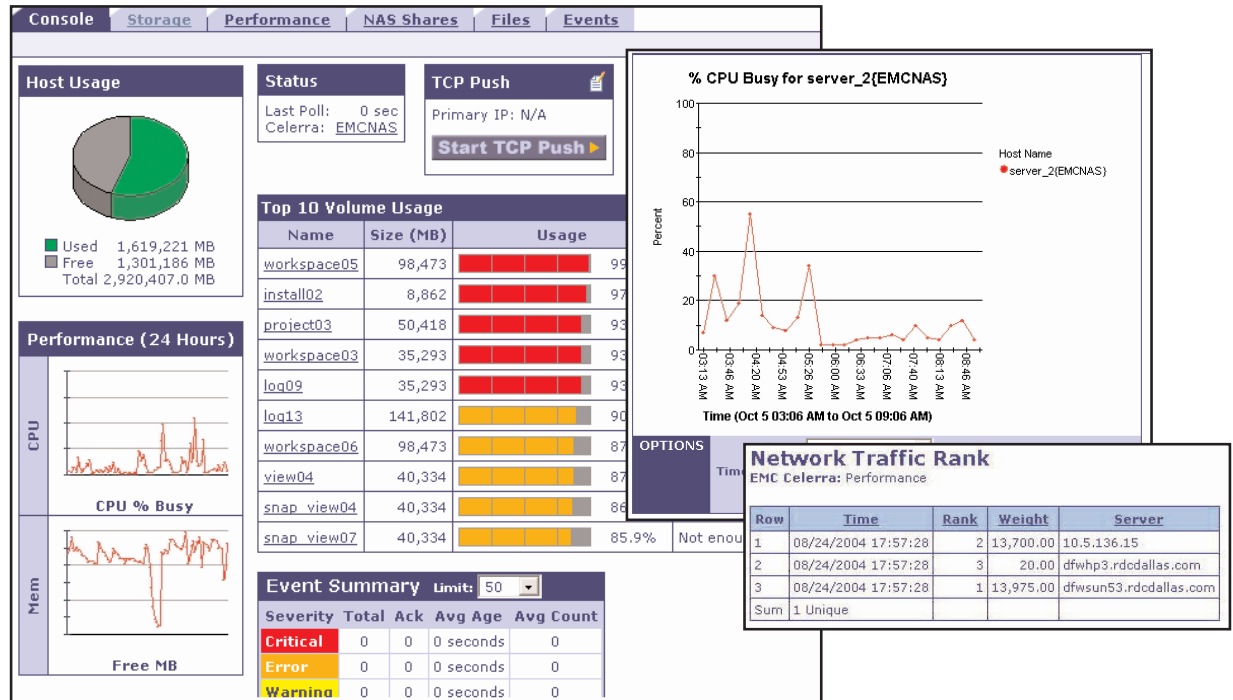 Console Storage Performance NAS Shares Files Events
Host Usage
Used 1,619,221 MB
Free 1,301,186 MB
Total 2,920,407.0 MB
Status
Last Poll: 0 sec
Celerra: EMCNAS
TCP Push
Primary IP: N/A
Start TCP Push
Performance (24 Hours)
CPU
CPU % Busy
Mem
Free MB
Top 10 Volume Usage
Name Size (MB) Usage
workspace05 98,473 99
install02 8,862 97
project03 50,418 93
workspace03 35,293 93
log09 35,293 93
log13 141,802 90
workspace06 98,473 87
view04 40,334 87
snap_view04 40,334 86
snap_view07 40,334 85.9% Not enou
Event Summary Limit: 50
Severity Total Ack Avg Age Avg Count
Critical 0 0 0 seconds 0
Error 0 0 0 seconds 0
Warning 0 0 0 seconds 0
% CPU Busy for server_2{EMCNAS}
100
80
60
40
20
0
Percent
03:13 AM 03:46 AM 04:20 AM 04:53 AM 05:26 AM 06:00 AM 06:33 AM 07:06 AM 07:40 AM 08:13 AM 08:46 AM
Time (Oct 5 03:06 AM to Oct 5 09:06 AM)
Host Name
server_2{EMCNAS}
OPTIONS
Tim
Network Traffic Rank
EMC Celerra: Performance
Row Time Rank Weight Server
1 08/24/2004 17:57:28 2 13,700.00 10.5.136.15
2 08/24/2004 17:57:28 3 20.00 dfwhp3.rdcdallas.com
3 08/24/2004 17:57:28 1 13,975.00 dfwsun53.rdcdallas.com
Sum 1 Unique